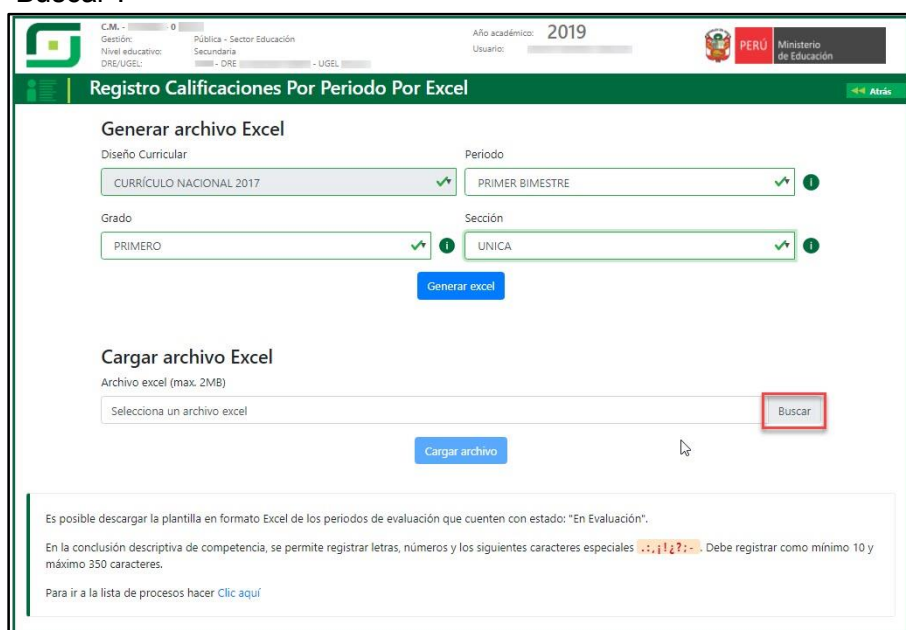 Buscar".
C.M. - 0
Gestión: Pública - Sector Educación
Nivel educativo: Secundaria
DRE/UGEL: - DRE - UGEL
Año académico: 2019
Usuario:
PERÚ Ministerio de Educación
Registro Calificaciones Por Periodo Por Excel
Atrás
Generar archivo Excel
Diseño Curricular Periodo
CURRÍCULO NACIONAL 2017 PRIMER BIMESTRE
Grado Sección
PRIMERO UNICA
Generar excel
Cargar archivo Excel
Archivo excel (max. 2MB)
Selecciona un archivo excel Buscar
Cargar archivo
Es posible descargar la plantilla en formato Excel de los periodos de evaluación que cuenten con estado: "En Evaluación".
En la conclusión descriptiva de competencia, se permite registrar letras, números y los siguientes caracteres especiales .:,¡!¿?;- . Debe registrar como mínimo 10 y
máximo 350 caracteres.
Para ir a la lista de procesos hacer Clic aquí